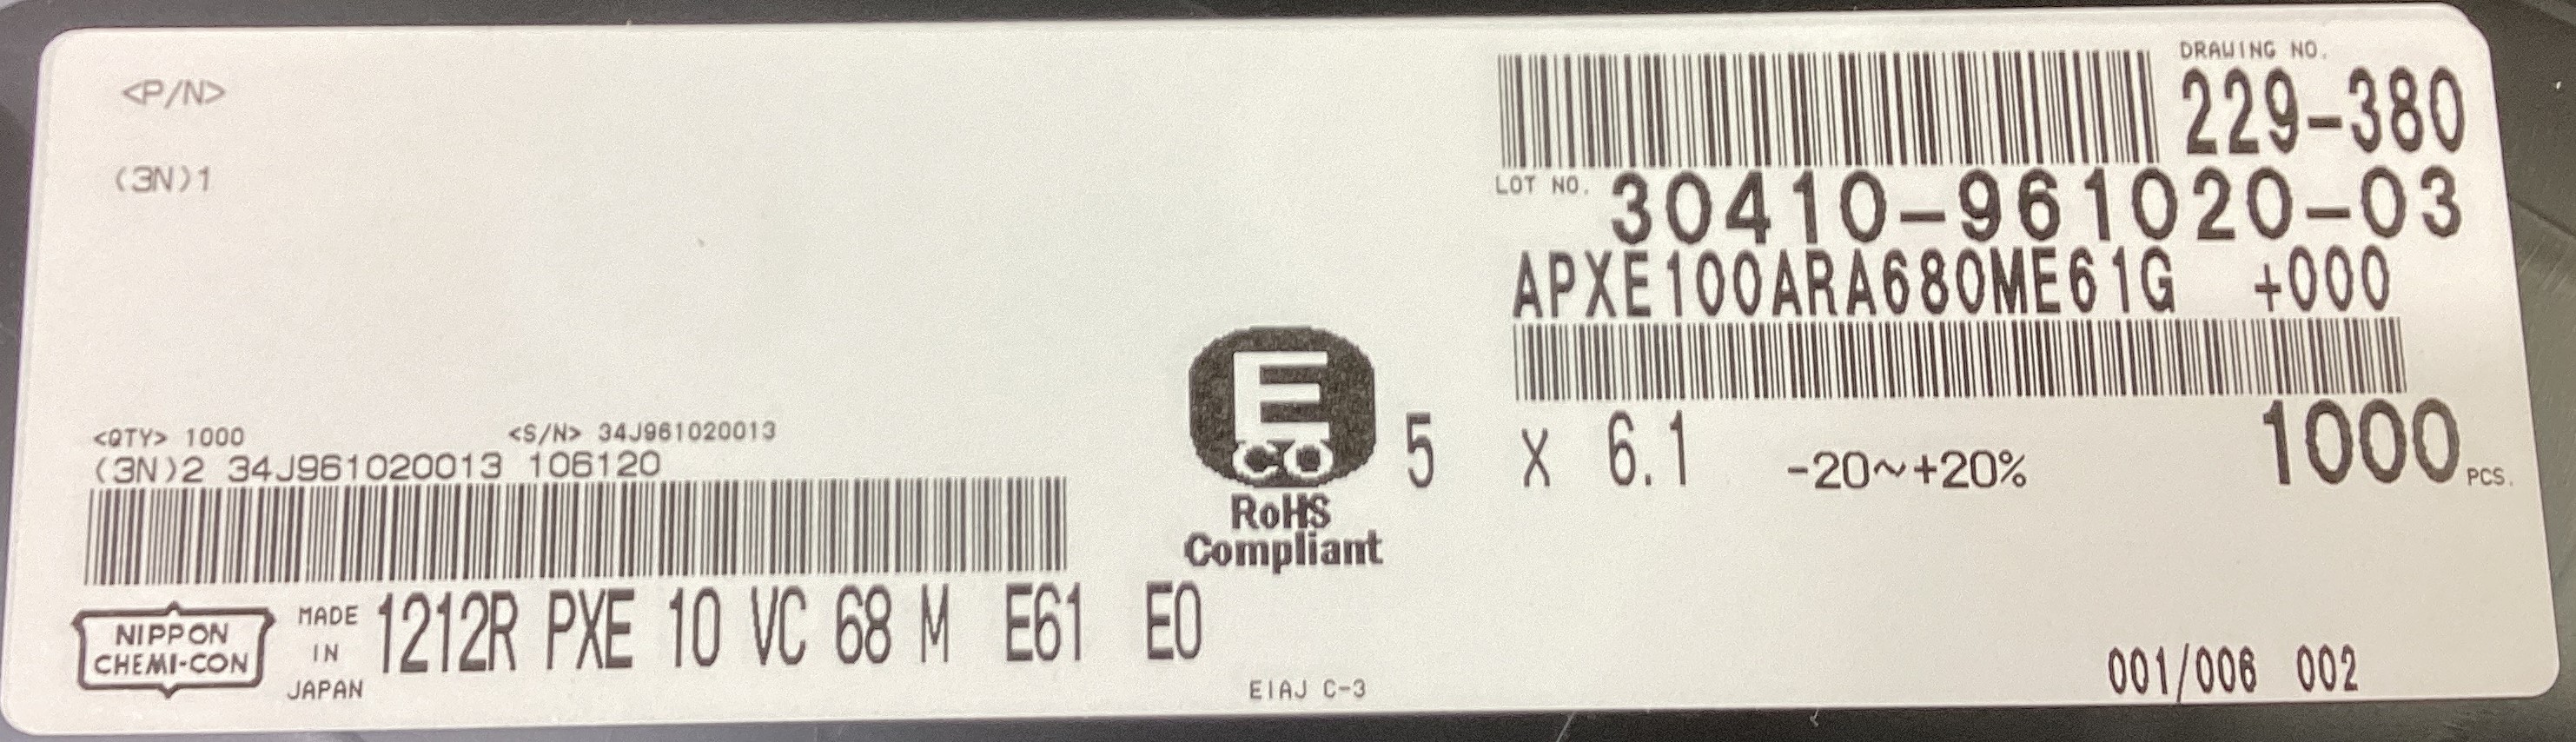 <P/N>
(3N)1
<QTY> 1000 <S/N> 34J961020013
(3N)2 34J961020013 106120
NIPPON
CHEMI-CON
MADE
IN
JAPAN
1212R PXE 10 VC 68 M E61 E0
E
CO
RoHS
Compliant
EIAJ C-3
DRAWING NO.
229-380
LOT NO. 30410-961020-03
APXE100ARA680ME61G +000
5 X 6.1 -20~+20% 1000 PCS.
001/006 002